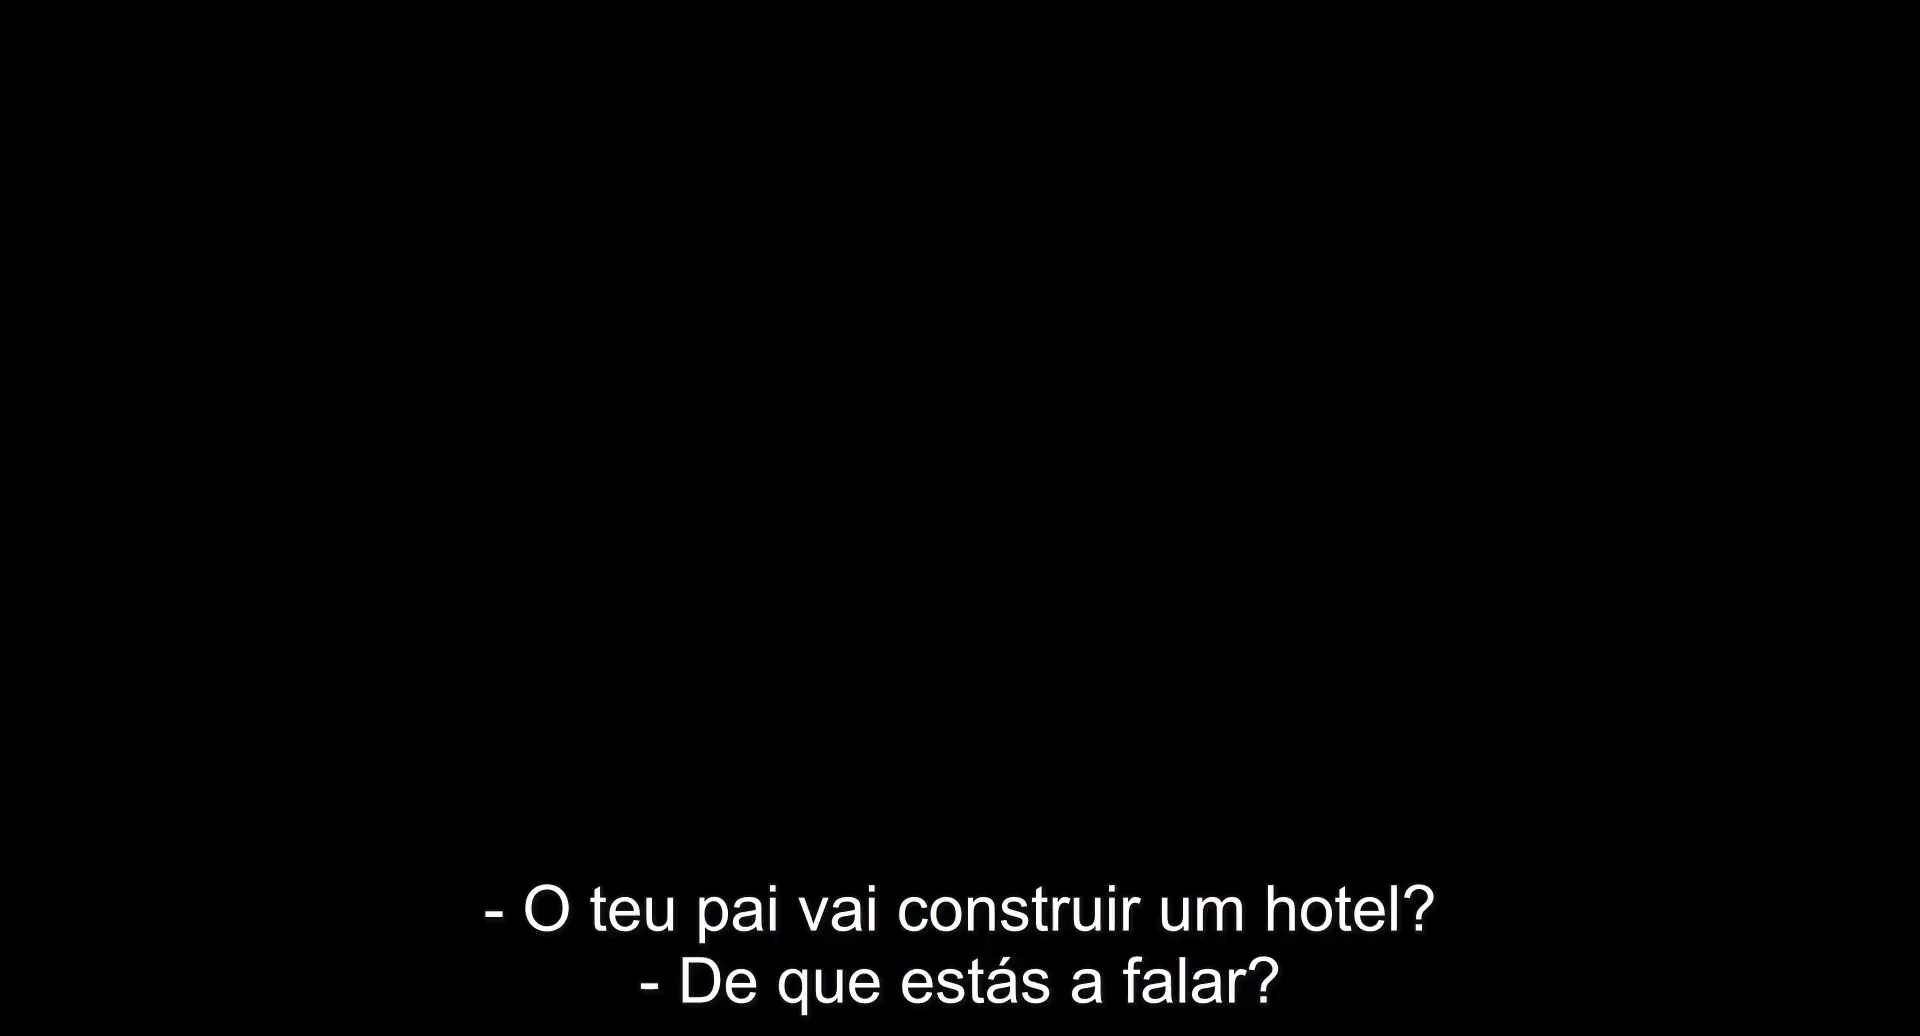 - O teu pai vai construir um hotel?
- De que estás a falar?